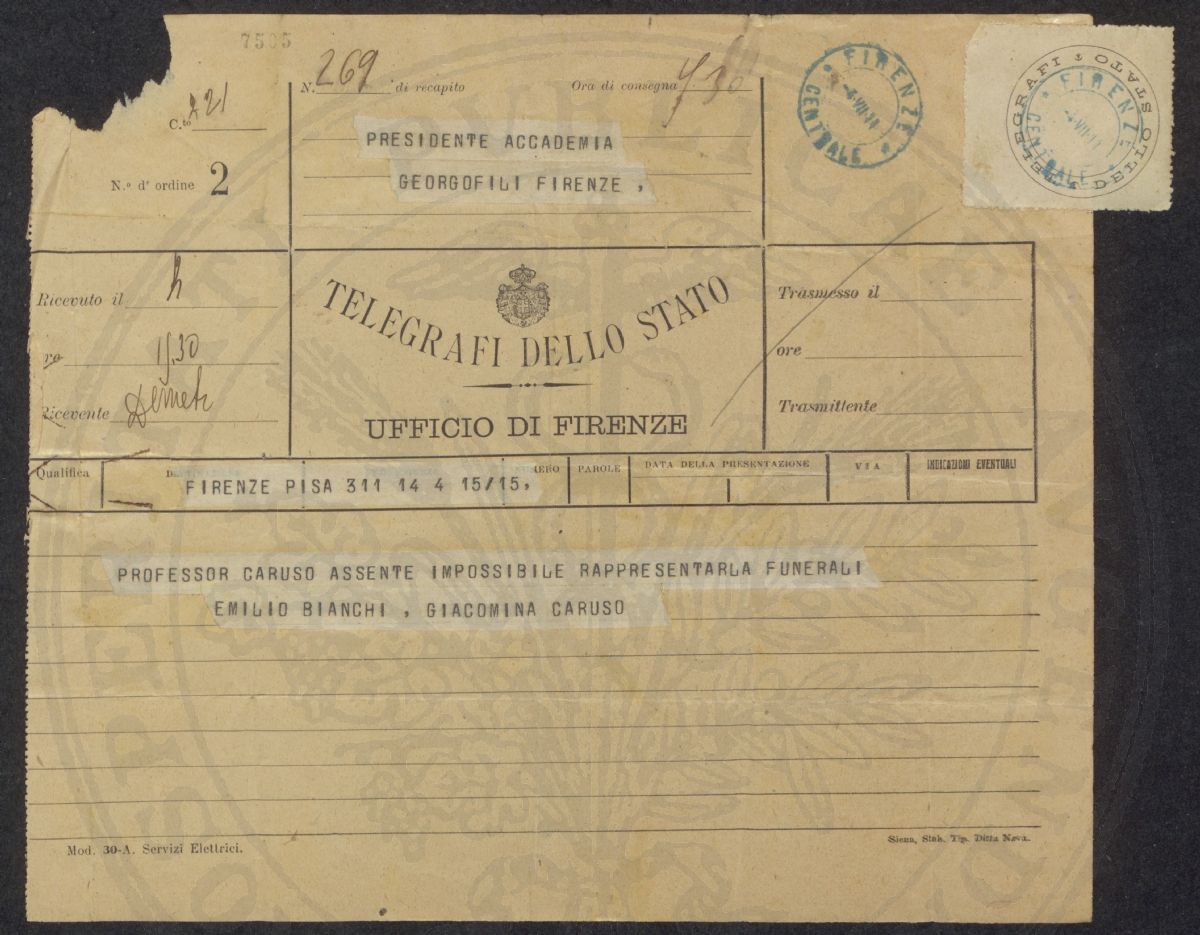 7505
N. 269 di recapito
Ora di consegna
C.to 221
PRESIDENTE ACCADEMIA
GEORGOFILI FIRENZE ,
N.o d' ordine 2
FIRENZE
CENTRALE
FIRENZE
CENTRALE
TELEGRAFI DELLO STATO
Ricevuto il 4
15,30
Ricevente
TELEGRAFI DELLO STATO
UFFICIO DI FIRENZE
Trasmesso il
ore
Trasmittente
Qualifica
PAROLE
DATA DELLA PRESENTAZIONE
VIA
INDICAZIONI EVENTUALI
FIRENZE PISA 311 14 4 15/15,
PROFESSOR CARUSO ASSENTE IMPOSSIBILE RAPPRESENTARLA FUNERALI
EMILIO BIANCHI , GIACOMINA CARUSO
Mod. 30-A. Servizi Elettrici.
Siena, Stab. Tip. Ditta Nava.